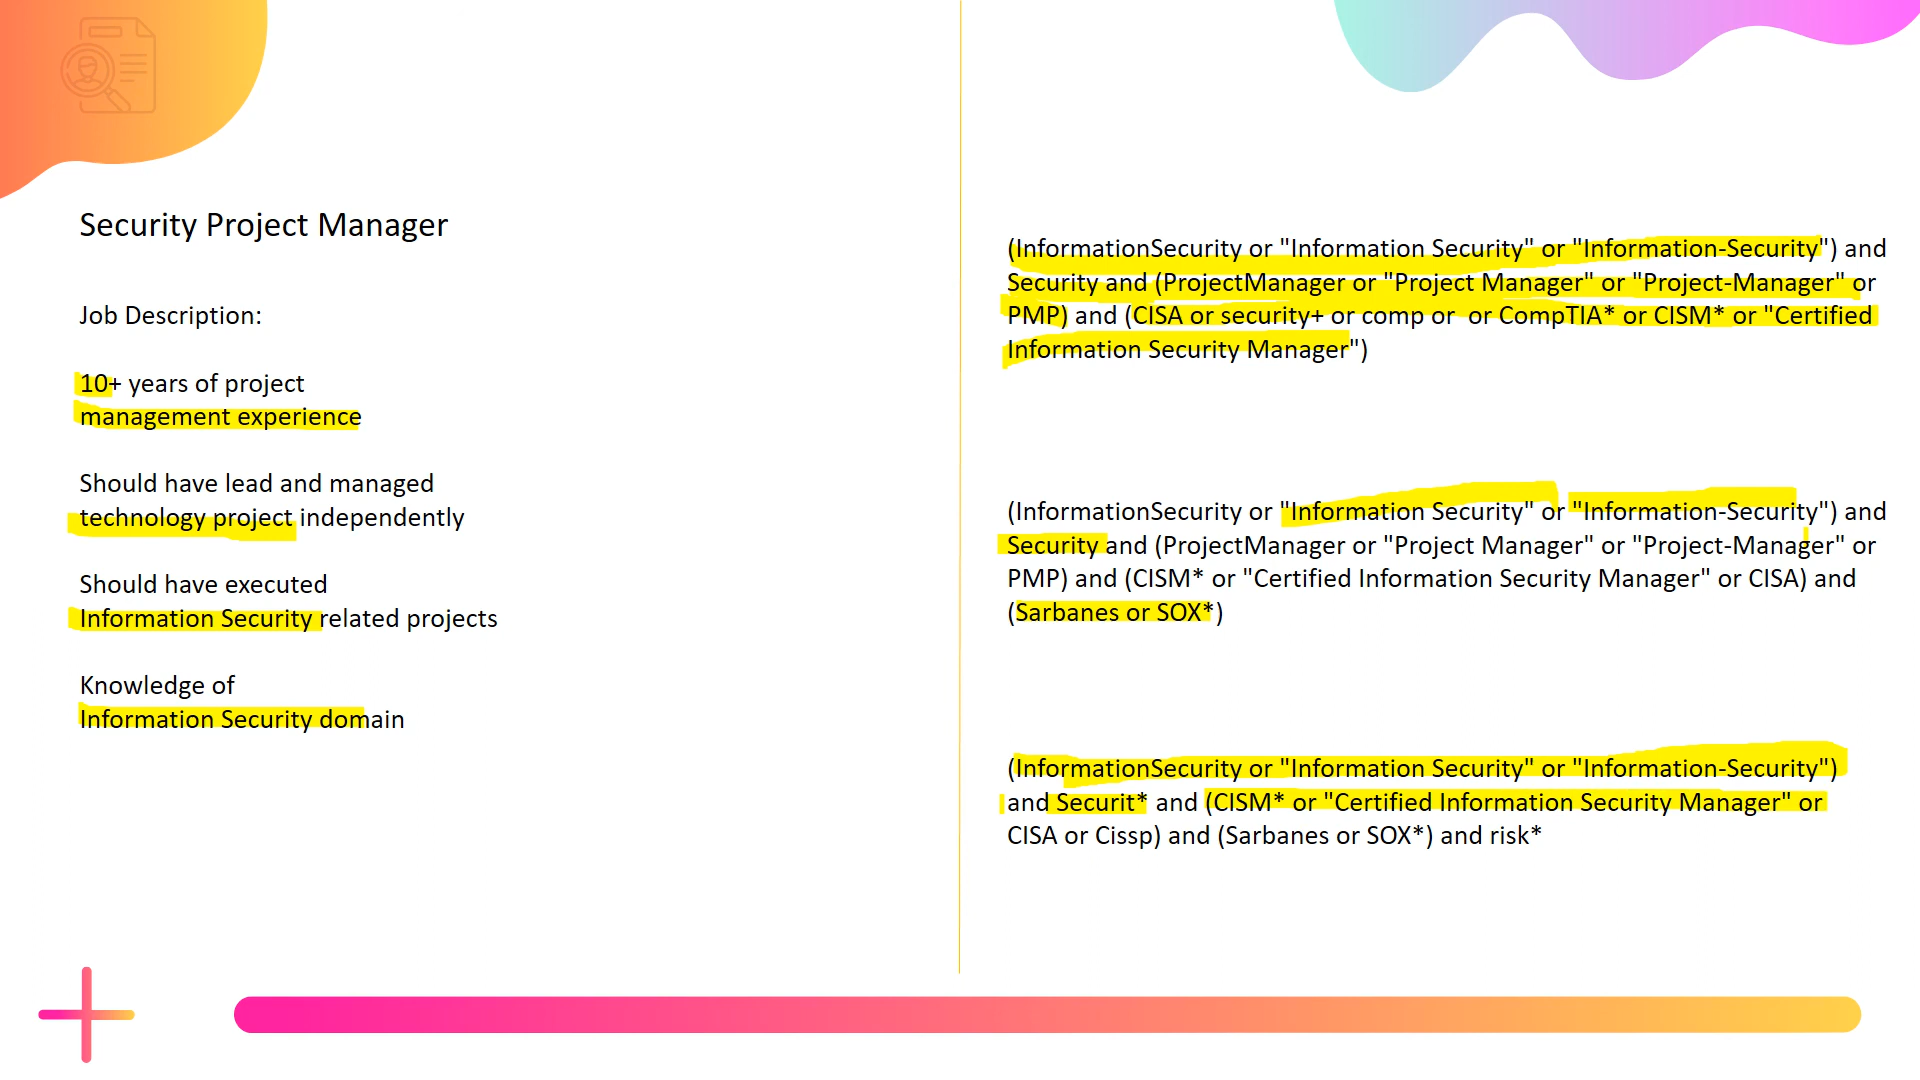 Security Project Manager
Job Description:
10+ years of project
management experience
Should have lead and managed
technology project independently
Should have executed
Information Security related projects
Knowledge of
Information Security domain
(InformationSecurity or "Information Security" or "Information-Security") and
Security and (ProjectManager or "Project Manager" or "Project-Manager" or
PMP) and (CISA or security+ or comp or  or CompTIA* or CISM* or "Certified
Information Security Manager")
(InformationSecurity or "Information Security" or "Information-Security") and
Security and (ProjectManager or "Project Manager" or "Project-Manager" or
PMP) and (CISM* or "Certified Information Security Manager" or CISA) and
(Sarbanes or SOX*)
(InformationSecurity or "Information Security" or "Information-Security")
and Securit* and (CISM* or "Certified Information Security Manager" or
CISA or Cissp) and (Sarbanes or SOX*) and risk*